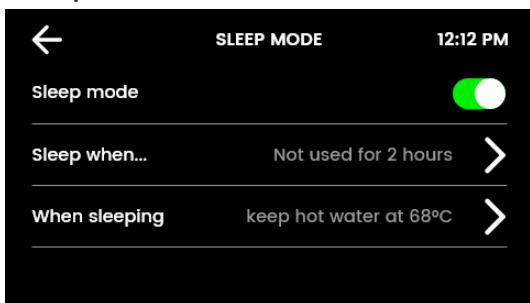 SLEEP MODE 12:12 PM
Sleep mode
Sleep when... Not used for 2 hours
When sleeping keep hot water at 68°C